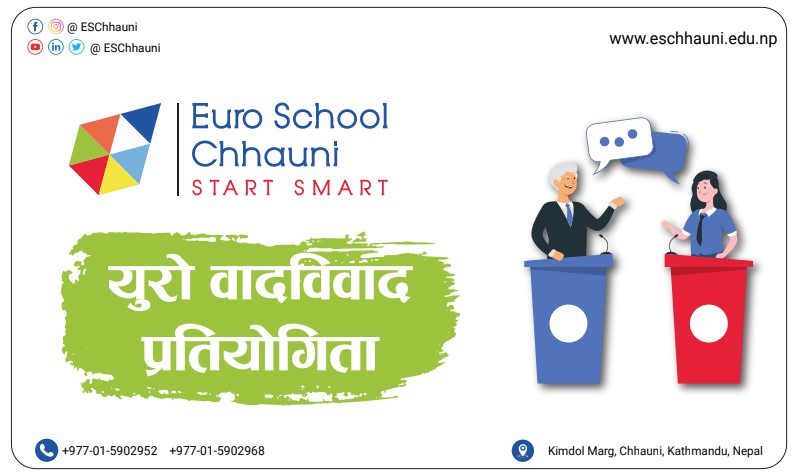 @ ESChhauni
@ ESChhauni
www.eschhauni.edu.np
Euro School
Chhauni
START SMART
युरो वादविवाद
प्रतियोगिता
+977-01-5902952 +977-01-5902968
Kimdol Marg, Chhauni, Kathmandu, Nepal